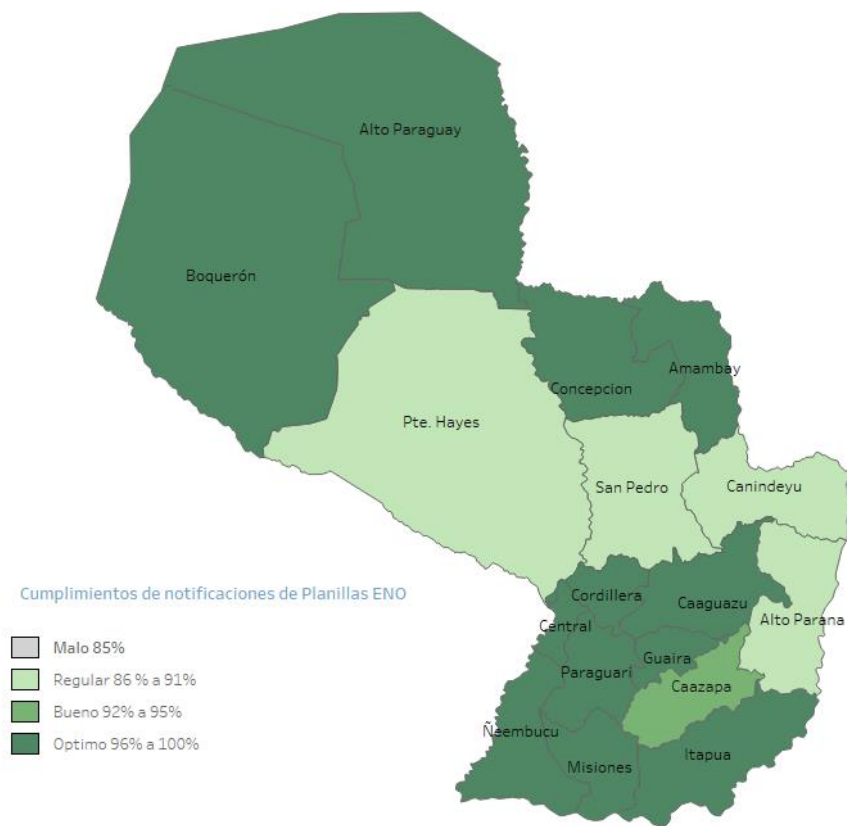 Alto Paraguay
Boquerón
Amambay
Concepcion
Pte. Hayes
San Pedro
Canindeyu
Cumplimientos de notificaciones de Planillas ENO
Malo 85%
Regular 86 % a 91%
Bueno 92% a 95%
Optimo 96% a 100%
Cordillera
Caaguazu
Central
Alto Parana
Guaira
Paraguari
Caazapa
Ñeembucu
Itapua
Misiones